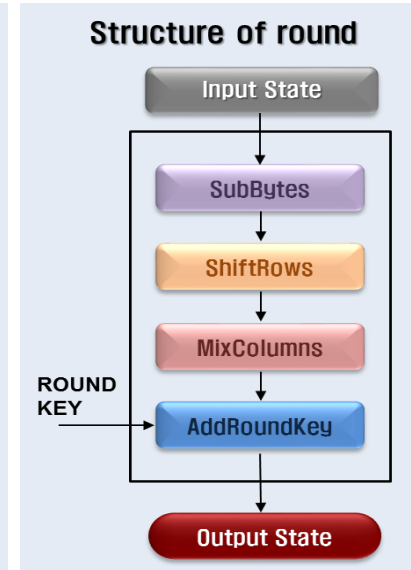 Structure of round
Input State
SubBytes
ShiftRows
MixColumns
ROUND
KEY
AddRoundKey
Output State